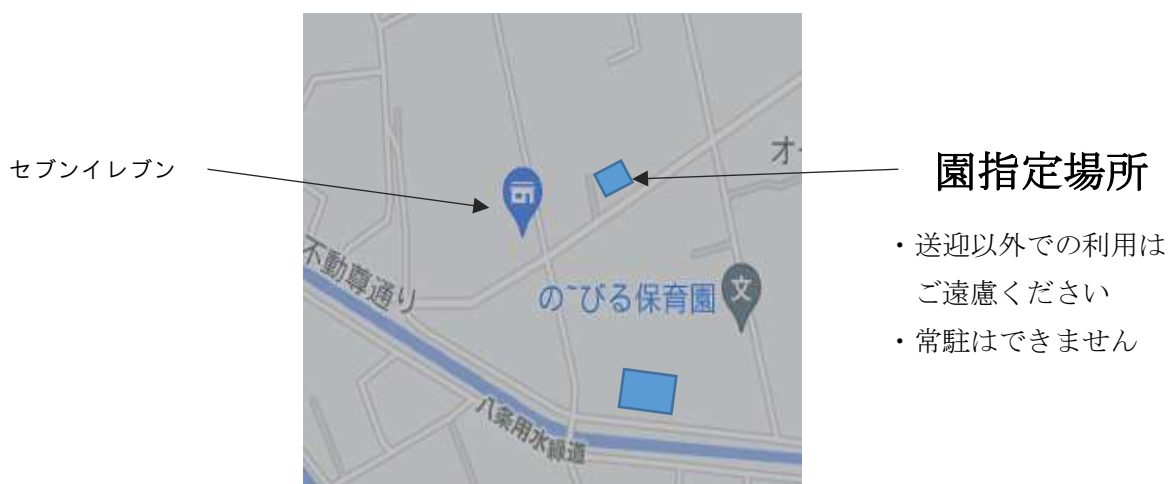 セブンイレブン
オー
園指定場所
・送迎以外での利用は
ご遠慮ください
・常駐はできません
不動尊通り
の~びる保育園
文
八条用水緑道